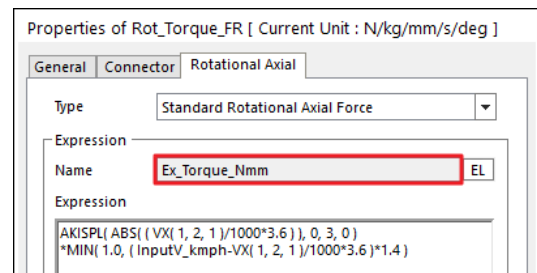 Properties of Rot_Torque_FR [ Current Unit : N/kg/mm/s/deg ]
General Connector Rotational Axial
Type Standard Rotational Axial Force
Expression
Name Ex_Torque_Nmm EL
Expression
AKISPL( ABS( ( VX( 1, 2, 1 )/1000*3.6 ) ), 0, 3, 0 )
*MIN( 1.0, ( InputV_kmph-VX( 1, 2, 1 )/1000*3.6 )*1.4 )